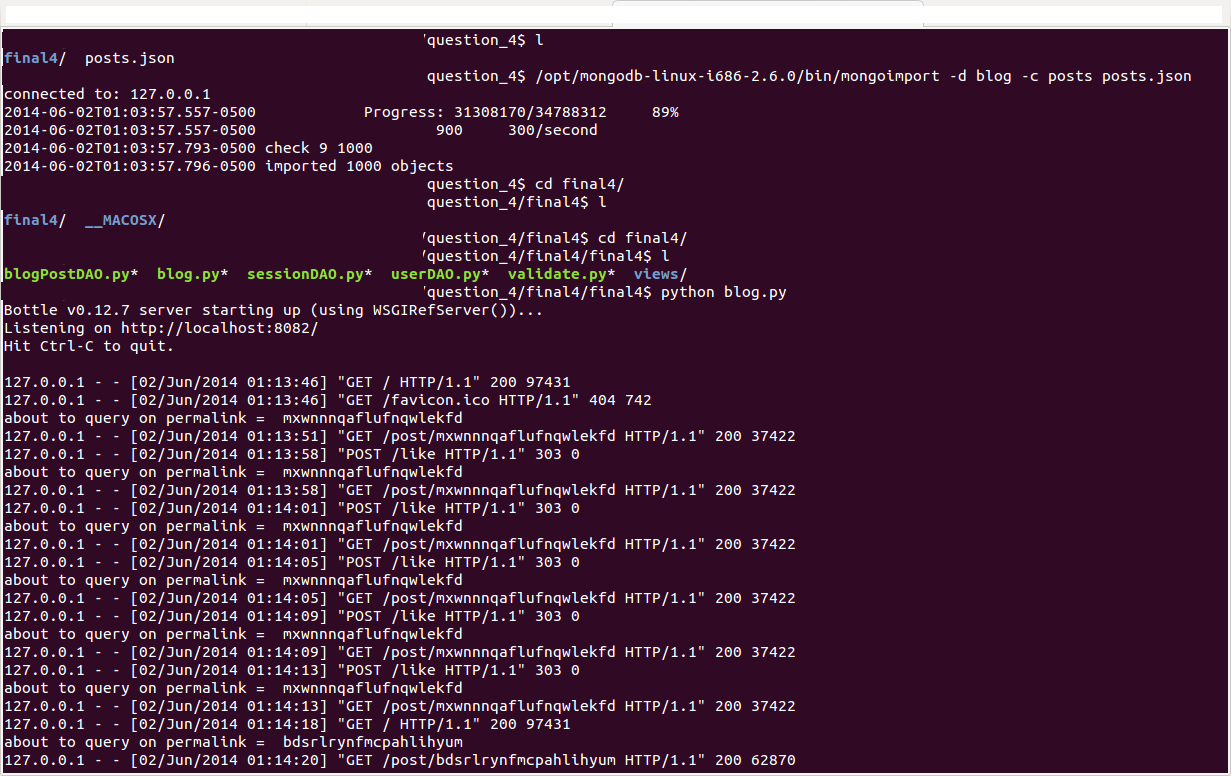 /question_4$ l
final4/  posts.json
question_4$ /opt/mongodb-linux-i686-2.6.0/bin/mongoimport -d blog -c posts posts.json
connected to: 127.0.0.1
2014-06-02T01:03:57.557-0500            Progress: 31308170/34788312     89%
2014-06-02T01:03:57.557-0500                    900     300/second
2014-06-02T01:03:57.793-0500 check 9 1000
2014-06-02T01:03:57.796-0500 imported 1000 objects
question_4$ cd final4/
question_4/final4$ l
final4/  __MACOSX/
/question_4/final4$ cd final4/
/question_4/final4/final4$ l
blogPostDAO.py*  blog.py*  sessionDAO.py*  userDAO.py*  validate.py*  views/
/question_4/final4/final4$ python blog.py
Bottle v0.12.7 server starting up (using WSGIRefServer())...
Listening on http://localhost:8082/
Hit Ctrl-C to quit.
127.0.0.1 - - [02/Jun/2014 01:13:46] "GET / HTTP/1.1" 200 97431
127.0.0.1 - - [02/Jun/2014 01:13:46] "GET /favicon.ico HTTP/1.1" 404 742
about to query on permalink =  mxwnnnqaflufnqwlekfd
127.0.0.1 - - [02/Jun/2014 01:13:51] "GET /post/mxwnnnqaflufnqwlekfd HTTP/1.1" 200 37422
127.0.0.1 - - [02/Jun/2014 01:13:58] "POST /like HTTP/1.1" 303 0
about to query on permalink =  mxwnnnqaflufnqwlekfd
127.0.0.1 - - [02/Jun/2014 01:13:58] "GET /post/mxwnnnqaflufnqwlekfd HTTP/1.1" 200 37422
127.0.0.1 - - [02/Jun/2014 01:14:01] "POST /like HTTP/1.1" 303 0
about to query on permalink =  mxwnnnqaflufnqwlekfd
127.0.0.1 - - [02/Jun/2014 01:14:01] "GET /post/mxwnnnqaflufnqwlekfd HTTP/1.1" 200 37422
127.0.0.1 - - [02/Jun/2014 01:14:05] "POST /like HTTP/1.1" 303 0
about to query on permalink =  mxwnnnqaflufnqwlekfd
127.0.0.1 - - [02/Jun/2014 01:14:05] "GET /post/mxwnnnqaflufnqwlekfd HTTP/1.1" 200 37422
127.0.0.1 - - [02/Jun/2014 01:14:09] "POST /like HTTP/1.1" 303 0
about to query on permalink =  mxwnnnqaflufnqwlekfd
127.0.0.1 - - [02/Jun/2014 01:14:09] "GET /post/mxwnnnqaflufnqwlekfd HTTP/1.1" 200 37422
127.0.0.1 - - [02/Jun/2014 01:14:13] "POST /like HTTP/1.1" 303 0
about to query on permalink =  mxwnnnqaflufnqwlekfd
127.0.0.1 - - [02/Jun/2014 01:14:13] "GET /post/mxwnnnqaflufnqwlekfd HTTP/1.1" 200 37422
127.0.0.1 - - [02/Jun/2014 01:14:18] "GET / HTTP/1.1" 200 97431
about to query on permalink =  bdsrlrynfmcpahlihyum
127.0.0.1 - - [02/Jun/2014 01:14:20] "GET /post/bdsrlrynfmcpahlihyum HTTP/1.1" 200 62870